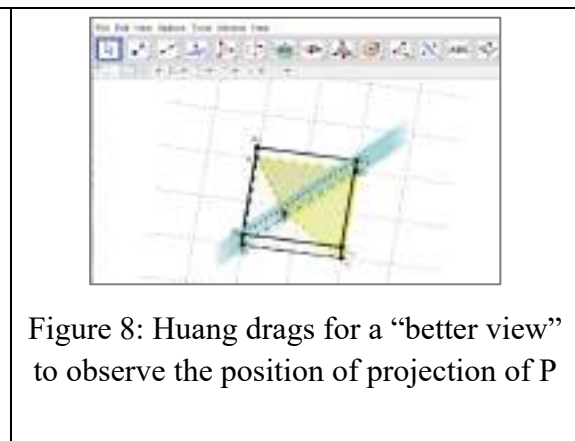 Figure 8: Huang drags for a “better view”
to observe the position of projection of P